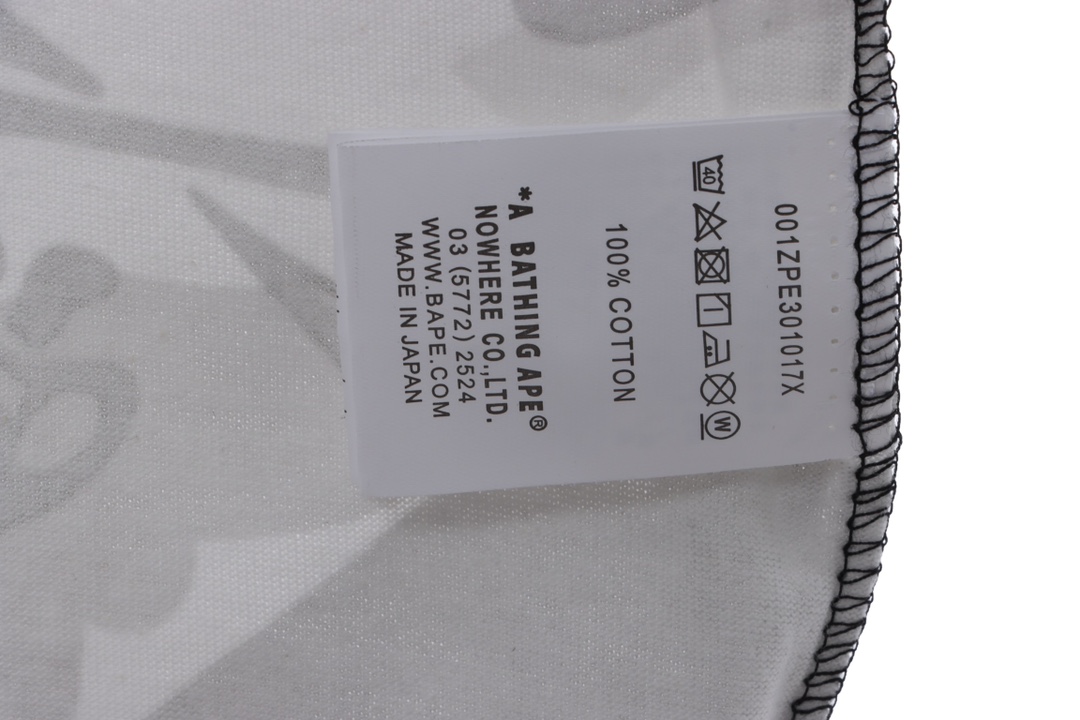 001ZPE301017X
40
W
100% COTTON
*A BATHING APE®
NOWHERE CO.,LTD.
03 (5772) 2524
WWW.BAPE.COM
MADE IN JAPAN